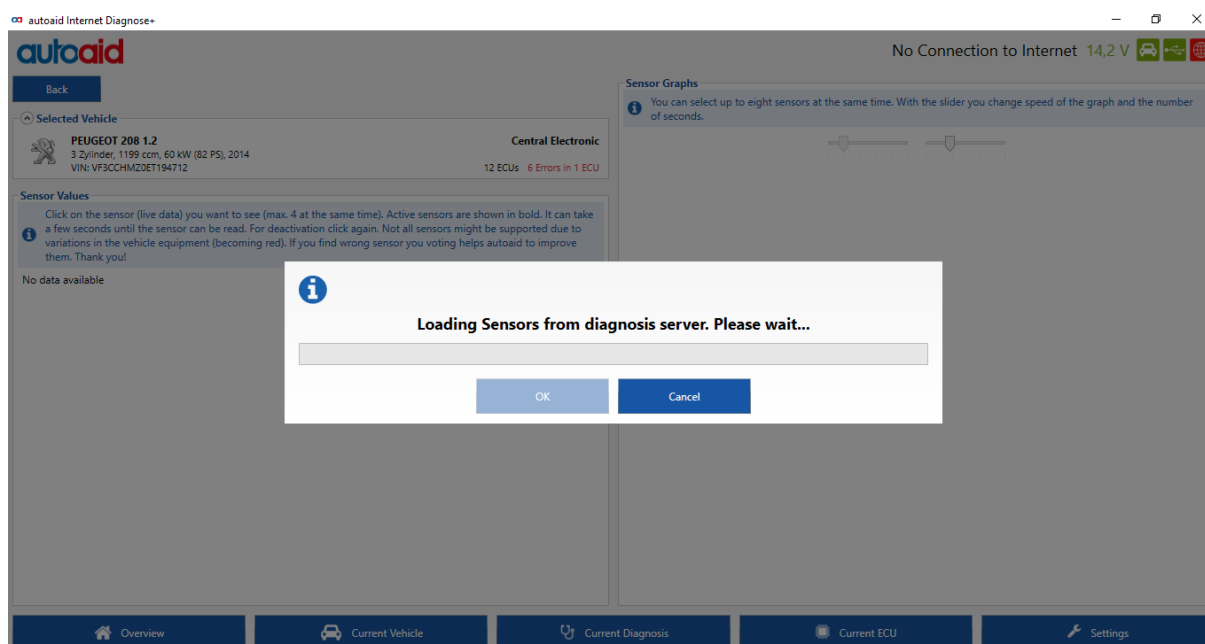 autoaid Internet Diagnose+
autoaid
No Connection to Internet 14,2 V
Back
Selected Vehicle
PEUGEOT 208 1.2
Central Electronic
3 Zylinder, 1199 ccm, 60 kW (82 PS), 2014
VIN: VF3CCHMZ0ET194712
12 ECUs 6 Errors in 1 ECU
Sensor Values
Click on the sensor (live data) you want to see (max. 4 at the same time). Active sensors are shown in bold. It can take
a few seconds until the sensor can be read. For deactivation click again. Not all sensors might be supported due to
variations in the vehicle equipment (becoming red). If you find wrong sensor you voting helps autoaid to improve
them. Thank you!
No data available
Sensor Graphs
You can select up to eight sensors at the same time. With the slider you change speed of the graph and the number
of seconds.
Loading Sensors from diagnosis server. Please wait...
OK
Cancel
Overview
Current Vehicle
Current Diagnosis
Current ECU
Settings